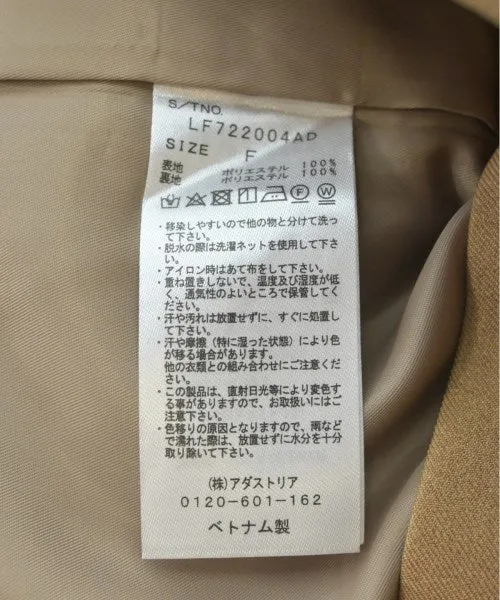 S/TNO.
LF722004AP
SIZE F
表地 ポリエステル 100%
裏地 ポリエステル 100%
・移染しやすいので他の物と分けて洗っ
て下さい。
・脱水の際は洗濯ネットを使用して下さ
い。
・アイロン時はあて布をして下さい。
・重ね置きしないで、温度及び湿度が低
く、通気性のよいところで保管してく
ださい。
・汗や汚れは放置せずに、すぐに処置し
て下さい。
・汗や摩擦（特に湿った状態）により色
が移る場合があります。
他の衣類との組み合わせにご注意くだ
さい。
・この製品は、直射日光等により変色す
る事がありますので、お取扱いにはご
注意ください。
・色移りの原因となりますので、雨など
で沸れた際は、放置せずに水分を十分
取り除いて下さい。
(株)アダストリア
0120-601-162
ベトナム製